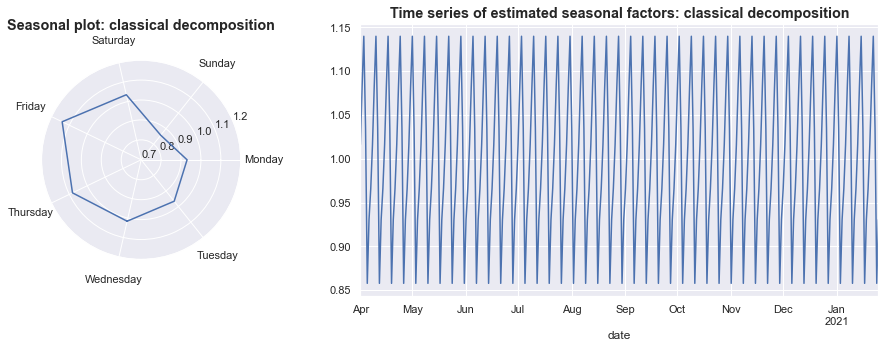 Seasonal plot: classical decomposition
Saturday
Sunday
Friday
1.2
1.1
1.0
0.9
0.8
0.7
Monday
Thursday
Tuesday
Wednesday
Time series of estimated seasonal factors: classical decomposition
1.15
1.10
1.05
1.00
0.95
0.90
0.85
Apr May Jun Jul Aug Sep Oct Nov Dec Jan
2021
date